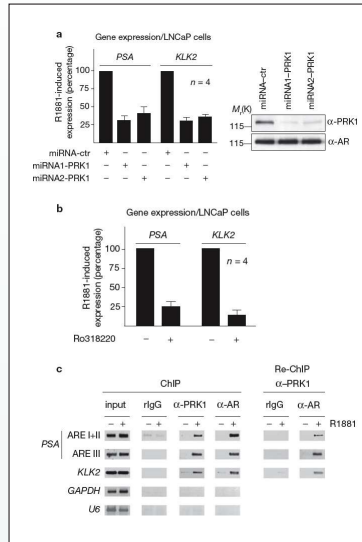 a
Gene expression/LNCaP cells
PSA KLK2
n = 4
R1881-induced
expression (percentage)
100
75
50
25
miRNA-ctr + +
miRNA1-PRK1 + +
miRNA2-PRK1 + +
miRNA-ctr
miRNA1-PRK1
miRNA2-PRK1
Mr(K)
115 α-PRK1
115 α-AR
b
Gene expression/LNCaP cells
PSA KLK2
n = 4
R1881-induced
expression (percentage)
100
75
50
25
Ro318220 – + – +
c
ChIP
Re-ChIP
α-PRK1
input rIgG α-PRK1 α-AR rIgG α-AR
– + – + – + – + – + – + R1881
PSA
ARE I+II
ARE III
KLK2
GAPDH
U6